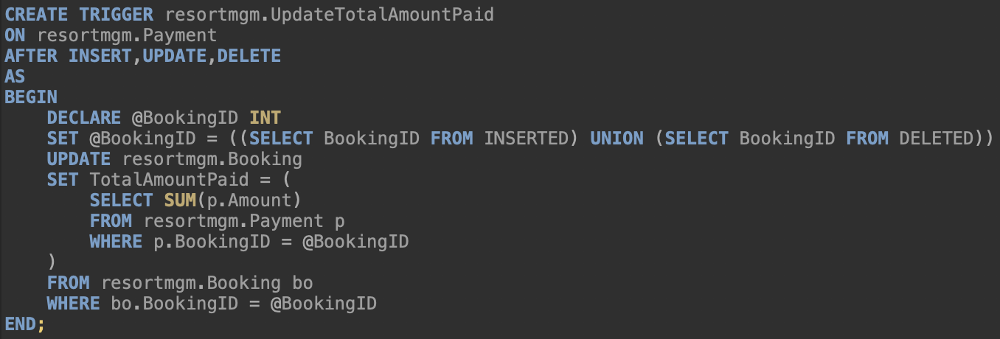 CREATE TRIGGER resortmgm.UpdateTotalAmountPaid
ON resortmgm.Payment
AFTER INSERT,UPDATE,DELETE
AS
BEGIN
    DECLARE @BookingID INT
    SET @BookingID = ((SELECT BookingID FROM INSERTED) UNION (SELECT BookingID FROM DELETED))
    UPDATE resortmgm.Booking
    SET TotalAmountPaid = (
        SELECT SUM(p.Amount)
        FROM resortmgm.Payment p
        WHERE p.BookingID = @BookingID
    )
    FROM resortmgm.Booking bo
    WHERE bo.BookingID = @BookingID
END;